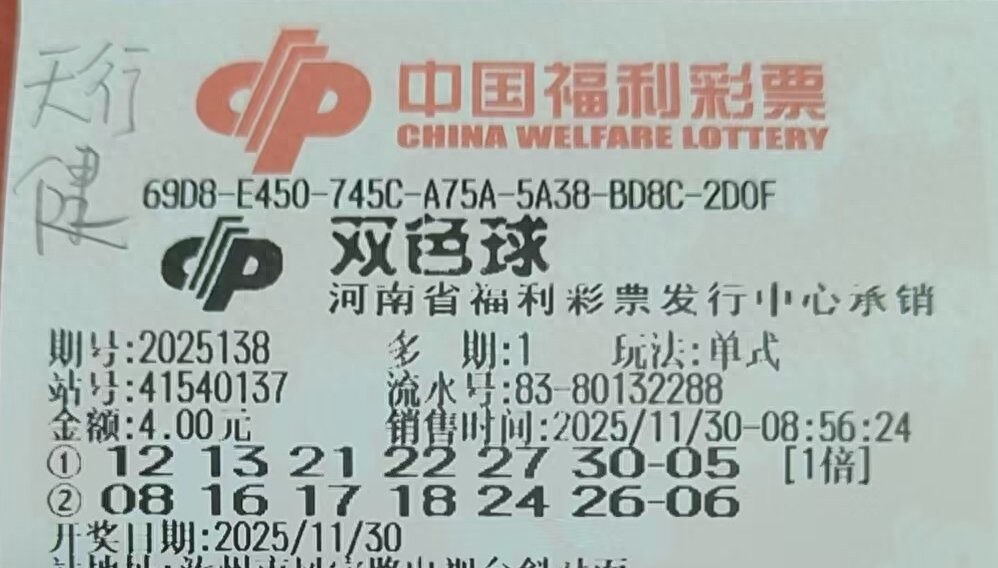 天行
健
中国福利彩票
CHINA WELFARE LOTTERY
69D8-E450-745C-A75A-5A38-BD8C-2D0F
双色球
河南省福利彩票发行中心承销
期号:2025138 多 期:1 玩法:单式
站号:41540137 流水号:83-80132288
金额:4.00元 销售时间:2025/11/30-08:56:24
① 12 13 21 22 27 30-05 [1倍]
② 08 16 17 18 24 26-06
开奖日期:2025/11/30